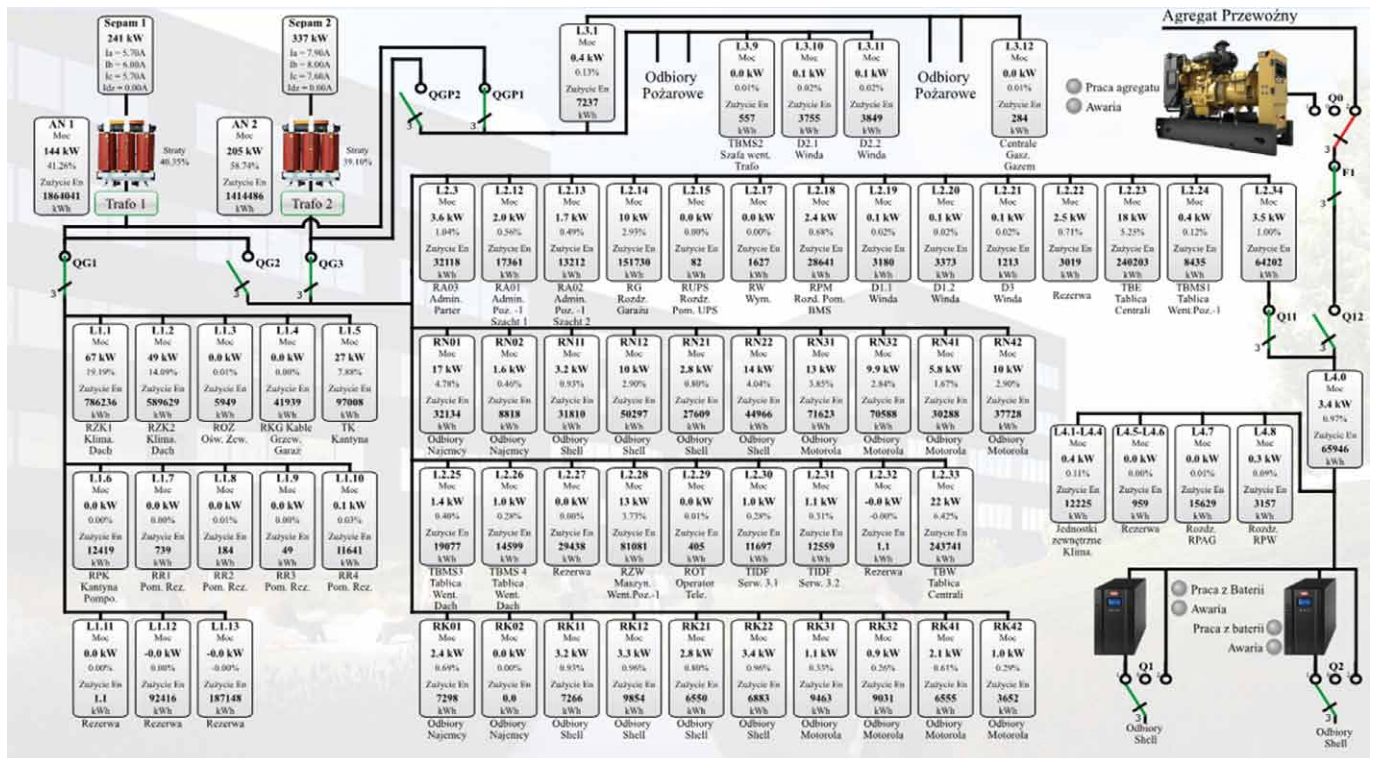 Sepam 1
241 kW
Ia = 5.70A
Ib = 6.00A
Ic = 5.70A
Idz = 0.00A
Sepam 2
337 kW
Ia = 7.90A
Ib = 8.00A
Ic = 7.60A
Idz = 0.00A
AN 1
Moc
144 kW
41.26%
Zużycie En
1864041
kWh
Straty
40.35%
Trafo 1
AN 2
Moc
205 kW
58.74%
Zużycie En
1414486
kWh
Straty
39.10%
Trafo 2
QGP2
3
QGP1
3
L3.1
Moc
0.4 kW
0.13%
Zużycie En
7237
kWh
Odbiory
Pożarowe
L3.9
Moc
0.0 kW
0.01%
Zużycie En
557
kWh
TBMS2
Szafa went.
Trafo
L3.10
Moc
0.1 kW
0.02%
Zużycie En
3755
kWh
D2.1
Winda
L3.11
Moc
0.1 kW
0.02%
Zużycie En
3849
kWh
D2.2
Winda
Odbiory
Pożarowe
L3.12
Moc
0.0 kW
0.01%
Zużycie En
284
kWh
Centrale
Gasz.
Gazem
Agregat Przewoźny
Praca agregatu
Awaria
Q0
3
F1
3
QG1
3
QG2
3
QG3
3
L2.3
Moc
3.6 kW
1.04%
Zużycie En
32118
kWh
RA03
Admin.
Parter
L2.12
Moc
2.0 kW
0.56%
Zużycie En
17361
kWh
RA01
Admin.
Poz. -1
Szacht 1
L2.13
Moc
1.7 kW
0.49%
Zużycie En
13212
kWh
RA02
Admin.
Poz. -1
Szacht 2
L2.14
Moc
10 kW
2.93%
Zużycie En
151730
kWh
RG
Rozdz.
Garażu
L2.15
Moc
0.0 kW
0.00%
Zużycie En
82
kWh
RUPS
Rozdz.
Pom. UPS
L2.17
Moc
0.0 kW
0.00%
Zużycie En
1627
kWh
RW
Wym.
L2.18
Moc
2.4 kW
0.68%
Zużycie En
28641
kWh
RPM
Rozd. Pom.
BMS
L2.19
Moc
0.1 kW
0.02%
Zużycie En
3180
kWh
D1.1
Winda
L2.20
Moc
0.1 kW
0.02%
Zużycie En
3373
kWh
D1.2
Winda
L2.21
Moc
0.1 kW
0.02%
Zużycie En
1213
kWh
D3
Winda
L2.22
Moc
2.5 kW
0.71%
Zużycie En
3019
kWh
Rezerwa
L2.23
Moc
18 kW
5.25%
Zużycie En
240203
kWh
TBE
Tablica
Centrali
L2.24
Moc
0.4 kW
0.12%
Zużycie En
8435
kWh
TBMS1
Tablica
Went.Poz.-1
L2.34
Moc
3.5 kW
1.00%
Zużycie En
64202
kWh
Q11
3
Q12
3
L1.1
Moc
67 kW
19.19%
Zużycie En
786236
kWh
RZK1
Klima.
Dach
L1.2
Moc
49 kW
14.09%
Zużycie En
589629
kWh
RZK2
Klima.
Dach
L1.3
Moc
0.0 kW
0.01%
Zużycie En
5949
kWh
ROZ
Ośw. Zew.
L1.4
Moc
0.0 kW
0.00%
Zużycie En
41939
kWh
RKG Kable
Grzew.
Garaż
L1.5
Moc
27 kW
7.88%
Zużycie En
97008
kWh
TK
Kantyna
RN01
Moc
17 kW
4.78%
Zużycie En
32134
kWh
Odbiory
Najemcy
RN02
Moc
1.6 kW
0.46%
Zużycie En
8818
kWh
Odbiory
Najemcy
RN11
Moc
3.2 kW
0.93%
Zużycie En
31810
kWh
Odbiory
Shell
RN12
Moc
10 kW
2.90%
Zużycie En
50297
kWh
Odbiory
Shell
RN21
Moc
2.8 kW
0.80%
Zużycie En
27609
kWh
Odbiory
Shell
RN22
Moc
14 kW
4.04%
Zużycie En
44966
kWh
Odbiory
Shell
RN31
Moc
13 kW
3.85%
Zużycie En
71623
kWh
Odbiory
Motorola
RN32
Moc
9.9 kW
2.84%
Zużycie En
70588
kWh
Odbiory
Motorola
RN41
Moc
5.8 kW
1.67%
Zużycie En
30288
kWh
Odbiory
Motorola
RN42
Moc
10 kW
2.90%
Zużycie En
37728
kWh
Odbiory
Motorola
L4.0
Moc
3.4 kW
0.97%
Zużycie En
65946
kWh
L4.1-L4.4
Moc
0.4 kW
0.11%
Zużycie En
12225
kWh
Jednostki
zewnętrzne
Klima.
L4.5-L4.6
Moc
0.0 kW
0.00%
Zużycie En
959
kWh
Rezerwa
L4.7
Moc
0.0 kW
0.01%
Zużycie En
15629
kWh
Rozdz.
RPAG
L4.8
Moc
0.3 kW
0.09%
Zużycie En
3157
kWh
Rozdz.
RPW
L1.6
Moc
0.0 kW
0.00%
Zużycie En
12419
kWh
RPK
Kantyna
Pompo.
L1.7
Moc
0.0 kW
0.00%
Zużycie En
739
kWh
RR1
Pom. Rez.
L1.8
Moc
0.0 kW
0.01%
Zużycie En
184
kWh
RR2
Pom. Rez.
L1.9
Moc
0.0 kW
0.00%
Zużycie En
49
kWh
RR3
Pom. Rez.
L1.10
Moc
0.1 kW
0.03%
Zużycie En
11641
kWh
RR4
Pom. Rez.
L2.25
Moc
1.4 kW
0.40%
Zużycie En
19077
kWh
TBMS3
Tablica
Went.
Dach
L2.26
Moc
1.0 kW
0.28%
Zużycie En
14599
kWh
TBMS 4
Tablica
Went.
Dach
L2.27
Moc
0.0 kW
0.00%
Zużycie En
29438
kWh
Rezerwa
L2.28
Moc
13 kW
3.73%
Zużycie En
81081
kWh
RZW
Maszyn.
Went.Poz.-1
L2.29
Moc
0.0 kW
0.01%
Zużycie En
405
kWh
ROT
Operator
Tele.
L2.30
Moc
1.0 kW
0.28%
Zużycie En
11697
kWh
TIDF
Serw. 3.1
L2.31
Moc
1.1 kW
0.31%
Zużycie En
12559
kWh
TIDF
Serw. 3.2
L2.32
Moc
-0.0 kW
-0.00%
Zużycie En
1.1
kWh
Rezerwa
L2.33
Moc
22 kW
6.42%
Zużycie En
243741
kWh
TBW
Tablica
Centrali
L1.11
Moc
0.0 kW
0.00%
Zużycie En
1.1
kWh
Rezerwa
L1.12
Moc
-0.0 kW
0.00%
Zużycie En
92416
kWh
Rezerwa
L1.13
Moc
-0.0 kW
-0.00%
Zużycie En
187148
kWh
Rezerwa
RK01
Moc
2.4 kW
0.69%
Zużycie En
7298
kWh
Odbiory
Najemcy
RK02
Moc
0.0 kW
0.00%
Zużycie En
0.0
kWh
Odbiory
Najemcy
RK11
Moc
3.2 kW
0.93%
Zużycie En
7266
kWh
Odbiory
Shell
RK12
Moc
3.3 kW
0.96%
Zużycie En
9854
kWh
Odbiory
Shell
RK21
Moc
2.8 kW
0.80%
Zużycie En
6550
kWh
Odbiory
Shell
RK22
Moc
3.4 kW
0.96%
Zużycie En
6883
kWh
Odbiory
Shell
RK31
Moc
1.1 kW
0.33%
Zużycie En
9463
kWh
Odbiory
Motorola
RK32
Moc
0.9 kW
0.26%
Zużycie En
9031
kWh
Odbiory
Motorola
RK41
Moc
2.1 kW
0.61%
Zużycie En
6555
kWh
Odbiory
Motorola
RK42
Moc
1.0 kW
0.29%
Zużycie En
3652
kWh
Odbiory
Motorola
Praca z Baterii
Awaria
Praca z baterii
Awaria
Q1
3
Odbiory
Shell
Q2
3
Odbiory
Shell